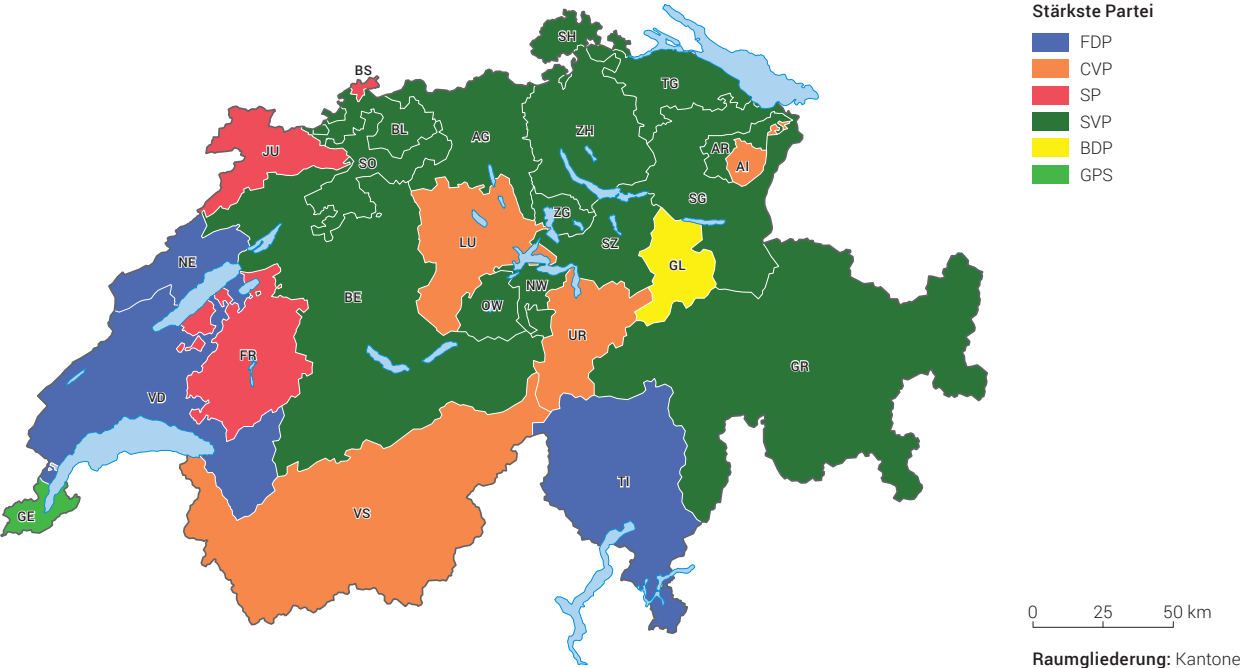 SH
BS
TG
BL
AG
ZH
JU
SO
AR
AI
SG
ZG
LU
SZ
NE
GL
NW
BE
OW
UR
FR
GR
VD
TI
VS
GE
Stärkste Partei
FDP
CVP
SP
SVP
BDP
GPS
0 25 50 km
Raumgliederung: Kantone